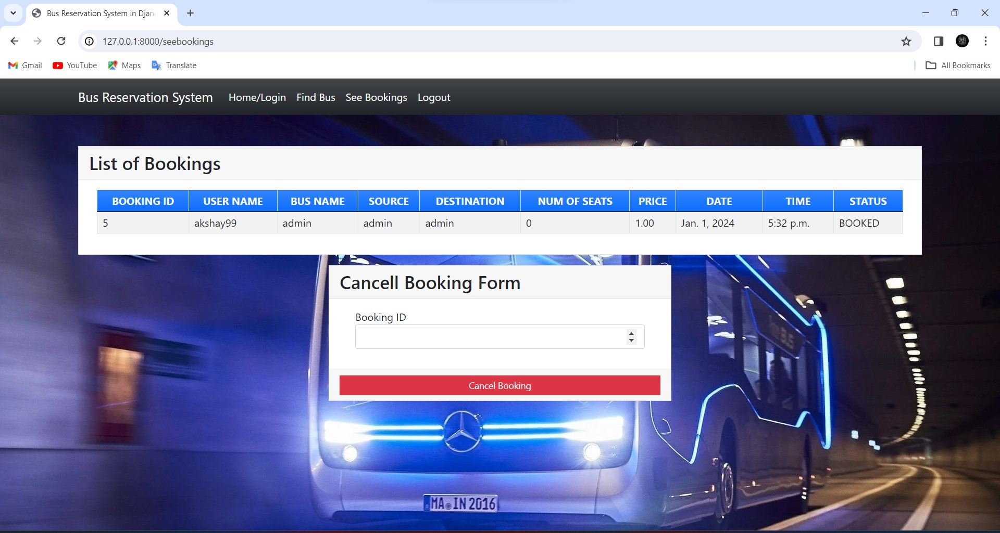 Bus Reservation System in Djan
127.0.0.1:8000/seebookings
Gmail YouTube Maps Translate All Bookmarks
Bus Reservation System Home/Login Find Bus See Bookings Logout
List of Bookings
BOOKING ID USER NAME BUS NAME SOURCE DESTINATION NUM OF SEATS PRICE DATE TIME STATUS
5 akshay99 admin admin admin 0 1.00 Jan. 1, 2024 5:32 p.m. BOOKED
Cancell Booking Form
Booking ID
Cancel Booking
MA IN 2016